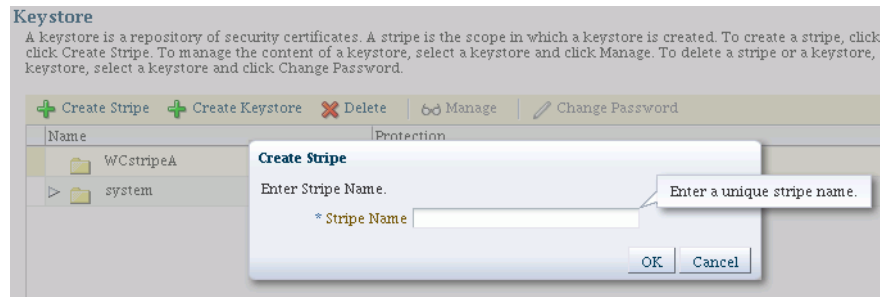 Keystore
A keystore is a repository of security certificates. A stripe is the scope in which a keystore is created. To create a stripe, click
click Create Stripe. To manage the content of a keystore, select a keystore and click Manage. To delete a stripe or a keystore,
keystore, select a keystore and click Change Password.
Create Stripe Create Keystore Delete Manage Change Password
Name Protection
WCstripeA
system
Create Stripe
Enter Stripe Name.
Enter a unique stripe name.
* Stripe Name
OK Cancel